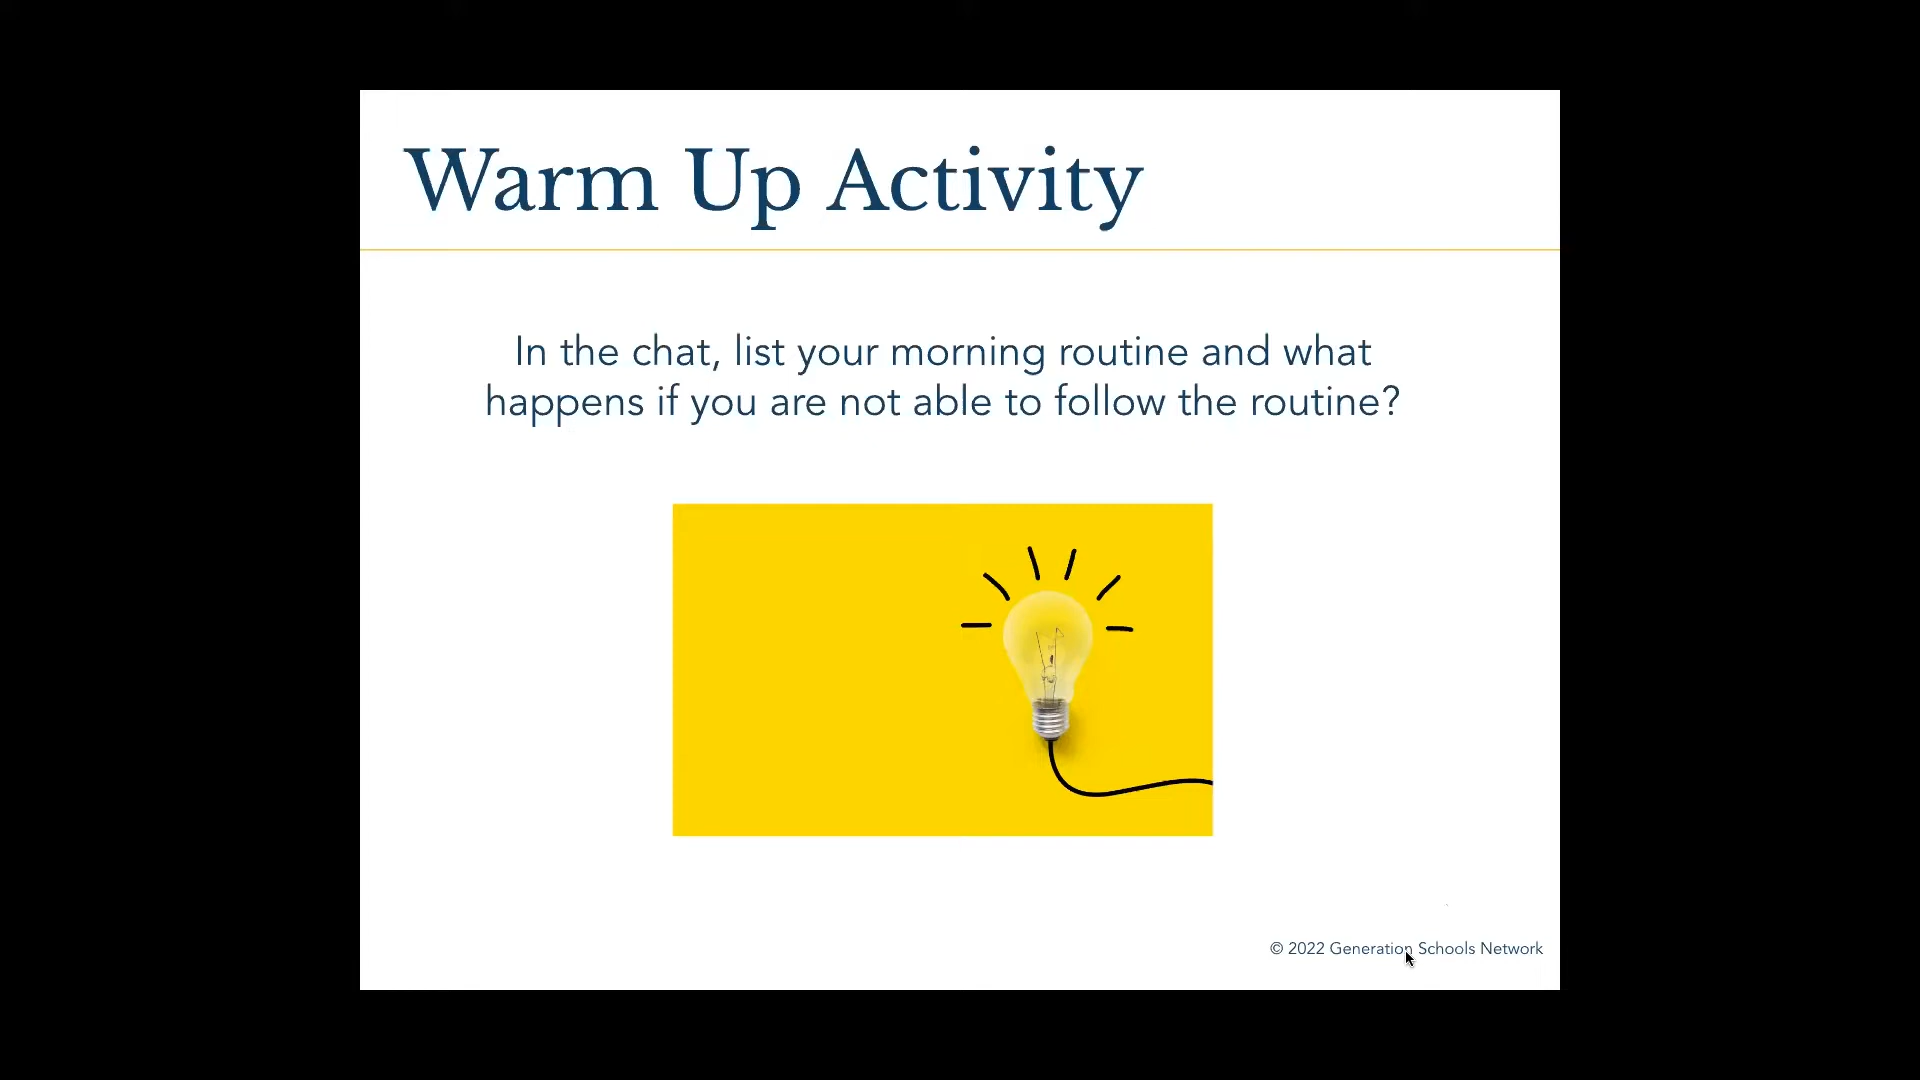 Warm Up Activity
In the chat, list your morning routine and what
happens if you are not able to follow the routine?
© 2022 Generation Schools Network